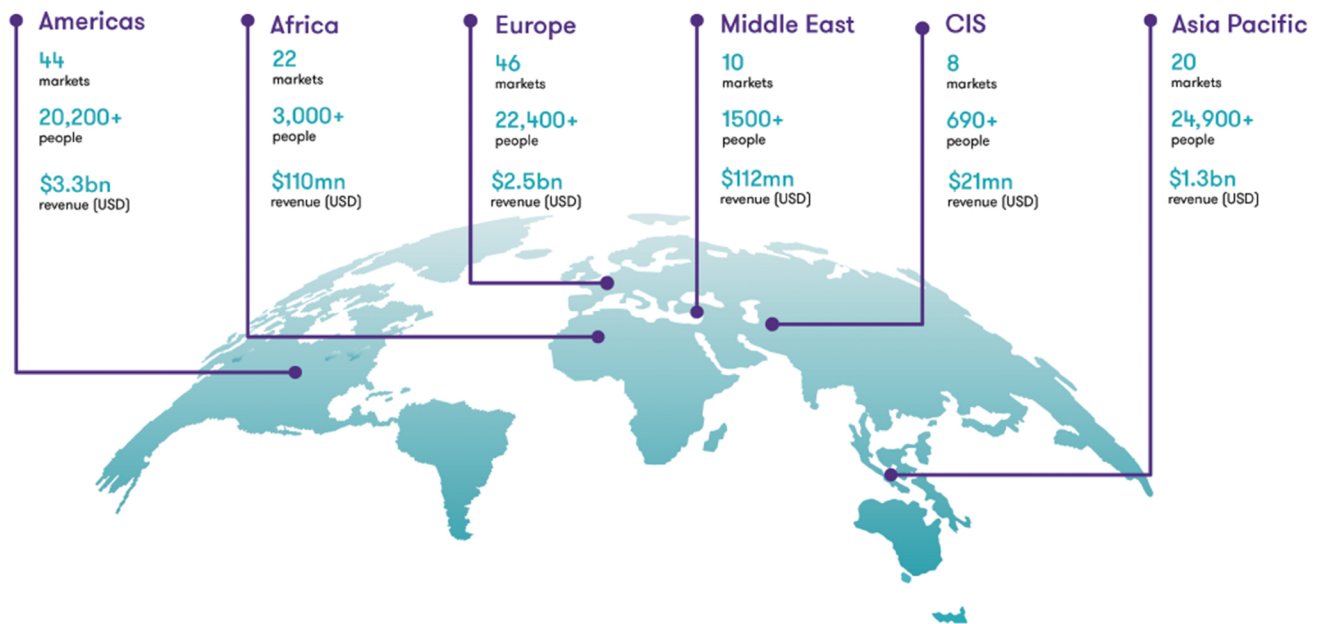 Americas
44
markets
20,200+
people
$3.3bn
revenue (USD)
Africa
22
markets
3,000+
people
$110mn
revenue (USD)
Europe
46
markets
22,400+
people
$2.5bn
revenue (USD)
Middle East
10
markets
1500+
people
$112mn
revenue (USD)
CIS
8
markets
690+
people
$21mn
revenue (USD)
Asia Pacific
20
markets
24,900+
people
$1.3bn
revenue (USD)